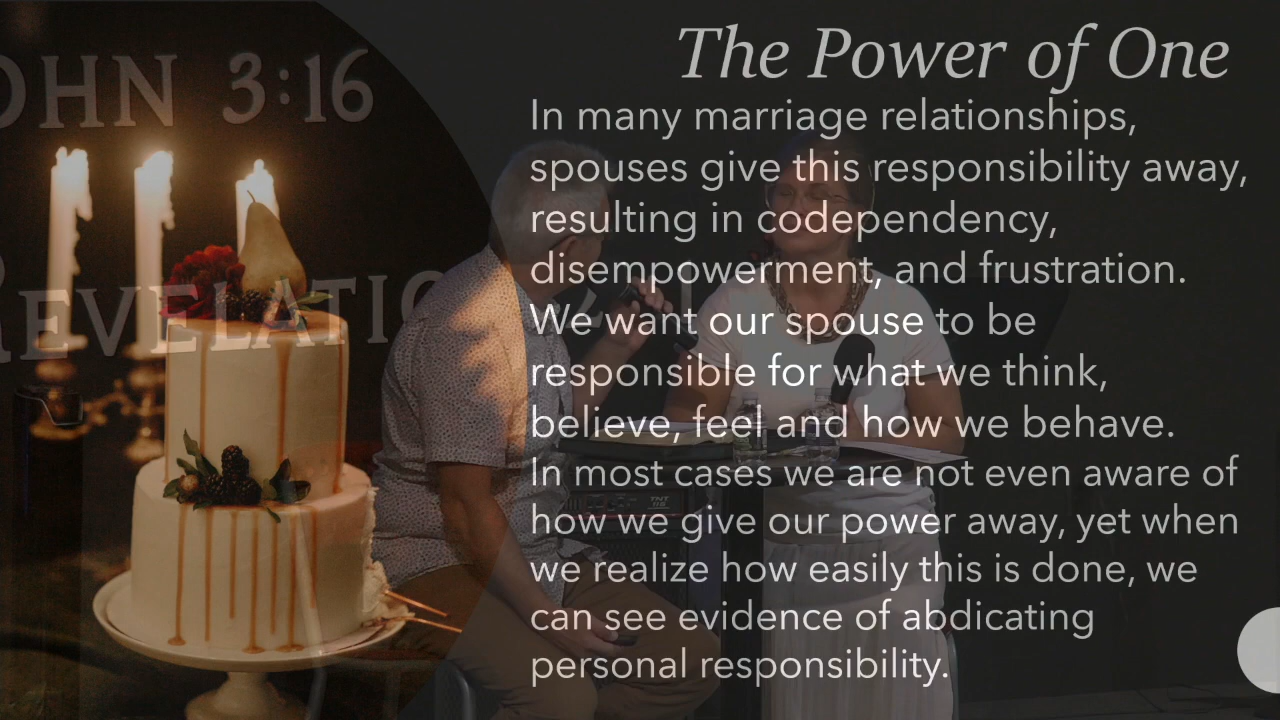 OHN 3:16
REVELATIO
The Power of One
In many marriage relationships,
spouses give this responsibility away,
resulting in codependency,
disempowerment, and frustration.
We want our spouse to be
responsible for what we think,
believe, feel and how we behave.
In most cases we are not even aware of
how we give our power away, yet when
we realize how easily this is done, we
can see evidence of abdicating
personal responsibility.
TNT